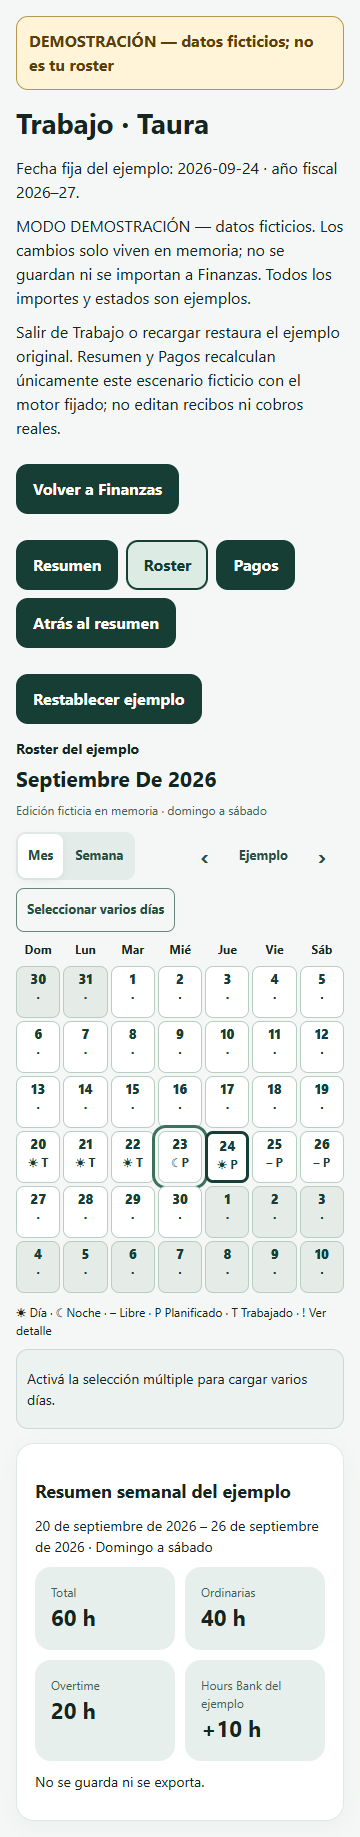 DEMOSTRACIÓN — datos ficticios; no
es tu roster
Trabajo · Taura
Fecha fija del ejemplo: 2026-09-24 · año fiscal
2026–27.
MODO DEMOSTRACIÓN — datos ficticios. Los
cambios solo viven en memoria; no se
guardan ni se importan a Finanzas. Todos los
importes y estados son ejemplos.
Salir de Trabajo o recargar restaura el ejemplo
original. Resumen y Pagos recalculan
únicamente este escenario ficticio con el
motor fijado; no editan recibos ni cobros
reales.
Volver a Finanzas
Resumen Roster Pagos
Atrás al resumen
Restablecer ejemplo
Roster del ejemplo
Septiembre De 2026
Edición ficticia en memoria · domingo a sábado
Mes Semana ‹ Ejemplo ›
Seleccionar varios días
Dom Lun Mar Mié Jue Vie Sáb
30 31 1 2 3 4 5
· · · · · · ·
6 7 8 9 10 11 12
· · · · · · ·
13 14 15 16 17 18 19
· · · · · · ·
20 21 22 23 24 25 26
☀ T ☀ T ☀ T ☾ P ☀ P – P – P
27 28 29 30 1 2 3
· · · · · · ·
4 5 6 7 8 9 10
· · · · · · ·
☀ Día · ☾ Noche · – Libre · P Planificado · T Trabajado · ! Ver
detalle
Activá la selección múltiple para cargar varios
días.
Resumen semanal del ejemplo
20 de septiembre de 2026 – 26 de septiembre
de 2026 · Domingo a sábado
Total
60 h
Ordinarias
40 h
Overtime
20 h
Hours Bank del
ejemplo
+10 h
No se guarda ni se exporta.